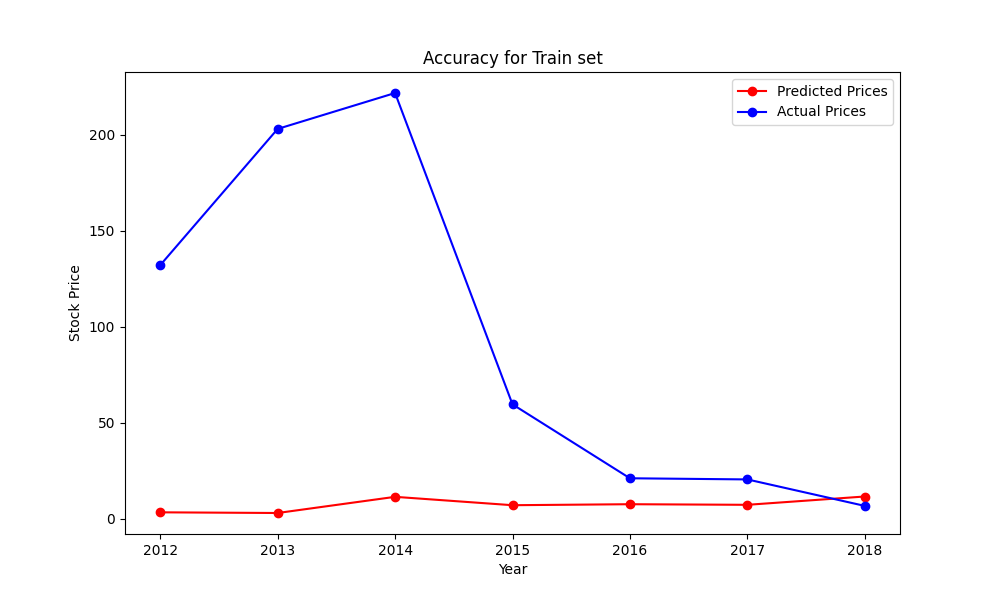 Accuracy for Train set
Predicted Prices
Actual Prices
Stock Price
200
150
100
50
0
2012 2013 2014 2015 2016 2017 2018
Year